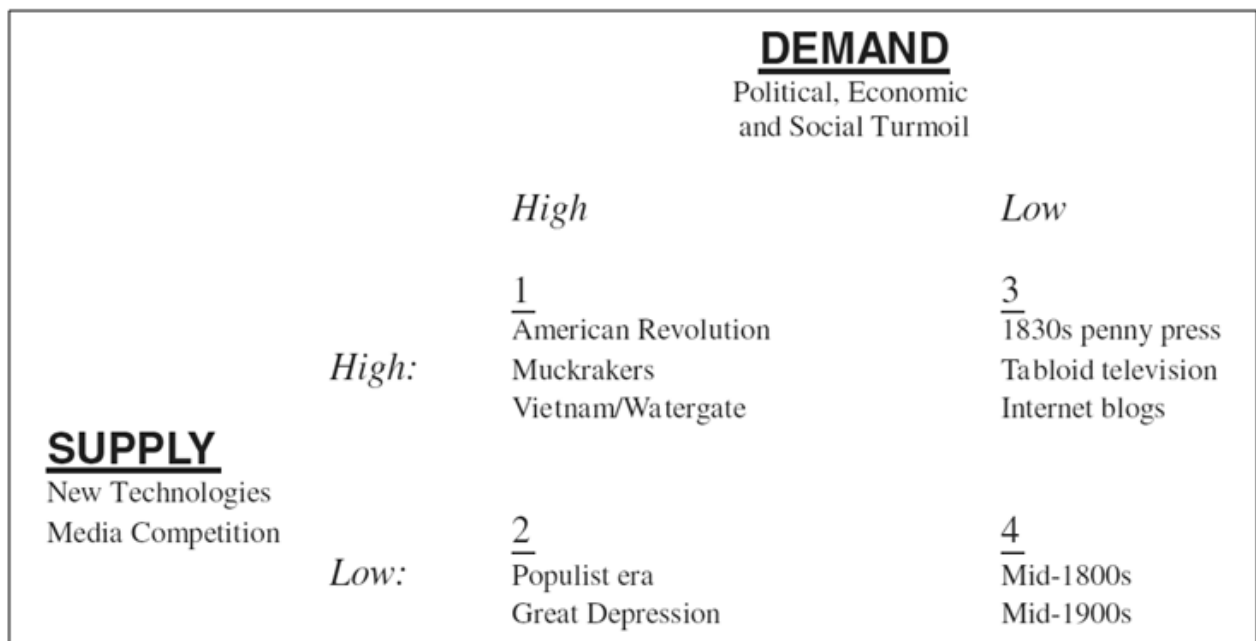 DEMAND
Political, Economic
and Social Turmoil
High
Low
1
American Revolution
Muckrakers
Vietnam/Watergate
3
1830s penny press
Tabloid television
Internet blogs
High:
SUPPLY
New Technologies
Media Competition
2
Populist era
Great Depression
4
Mid-1800s
Mid-1900s
Low: